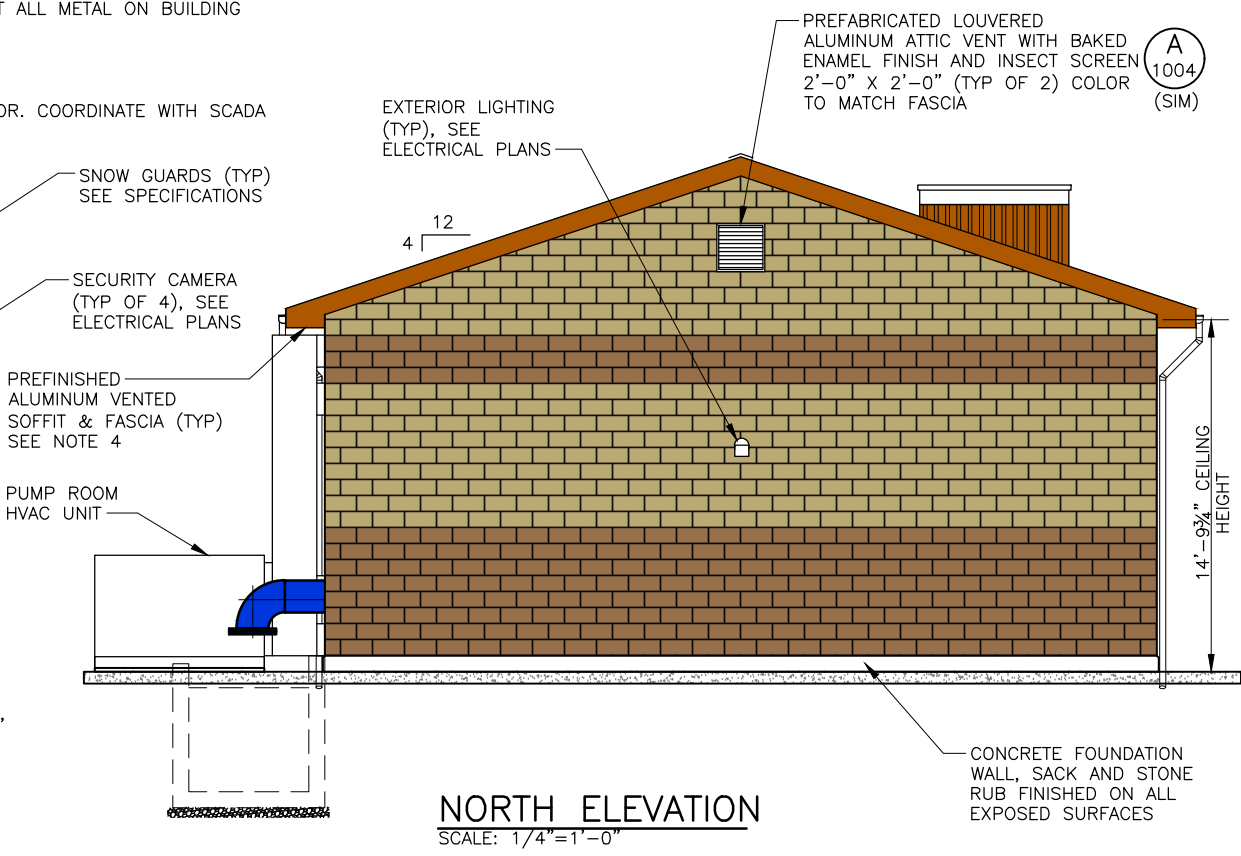 T ALL METAL ON BUILDING
OR. COORDINATE WITH SCADA
SNOW GUARDS (TYP)
SEE SPECIFICATIONS
SECURITY CAMERA
(TYP OF 4), SEE
ELECTRICAL PLANS
PREFINISHED
ALUMINUM VENTED
SOFFIT & FASCIA (TYP)
SEE NOTE 4
PUMP ROOM
HVAC UNIT
EXTERIOR LIGHTING
(TYP), SEE
ELECTRICAL PLANS
12
4
PREFABRICATED LOUVERED
ALUMINUM ATTIC VENT WITH BAKED
ENAMEL FINISH AND INSECT SCREEN
2'-0" X 2'-0" (TYP OF 2) COLOR
TO MATCH FASCIA
A
1004
(SIM)
14'-9¾" CEILING
HEIGHT
CONCRETE FOUNDATION
WALL, SACK AND STONE
RUB FINISHED ON ALL
EXPOSED SURFACES
NORTH ELEVATION
SCALE: 1/4"=1'-0"